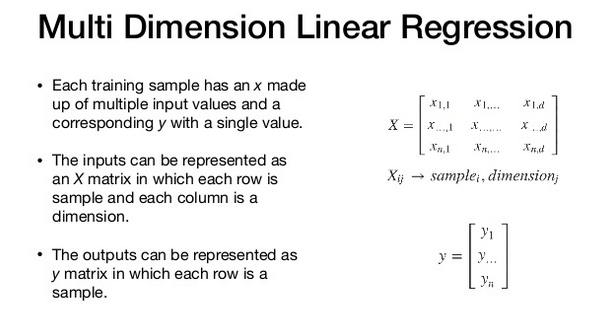 Multi Dimension Linear Regression
• Each training sample has an x made
up of multiple input values and a
corresponding y with a single value.
• The inputs can be represented as
an X matrix in which each row is
sample and each column is a
dimension.
• The outputs can be represented as
y matrix in which each row is a
sample.
x1,1 x1,... x1,d
X = x...,1 x...,... x...,d
xn,1 xn,... xn,d
Xij → samplei, dimensionj
y1
y = y...
yn